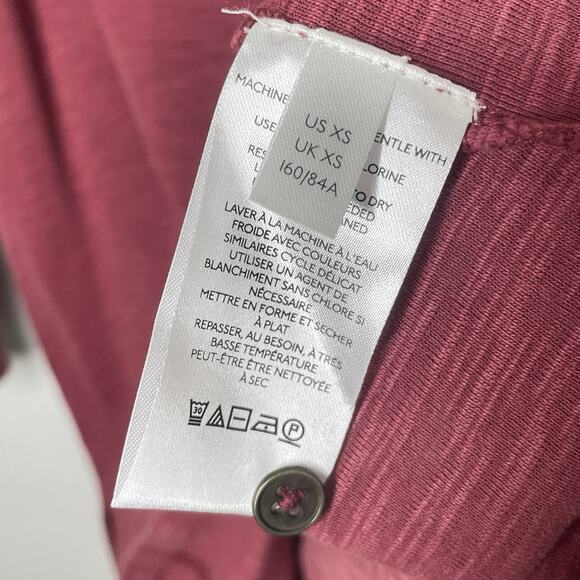 MACHINE
ENTLE WITH
USE
LORINE
RES
TO DRY
EDED
ANED
US XS
UK XS
160/84A
LAVER À LA MACHINE À L'EAU
FROIDE AVEC COULEURS
SIMILAIRES CYCLE DÉLICAT
UTILISER UN AGENT DE
BLANCHIMENT SANS CHLORE SI
NÉCESSAIRE
METTRE EN FORME ET SÉCHER
À PLAT
REPASSER, AU BESOIN, À TRÈS
BASSE TEMPÉRATURE
PEUT-ÊTRE ÊTRE NETTOYÉE
À SEC
30
P